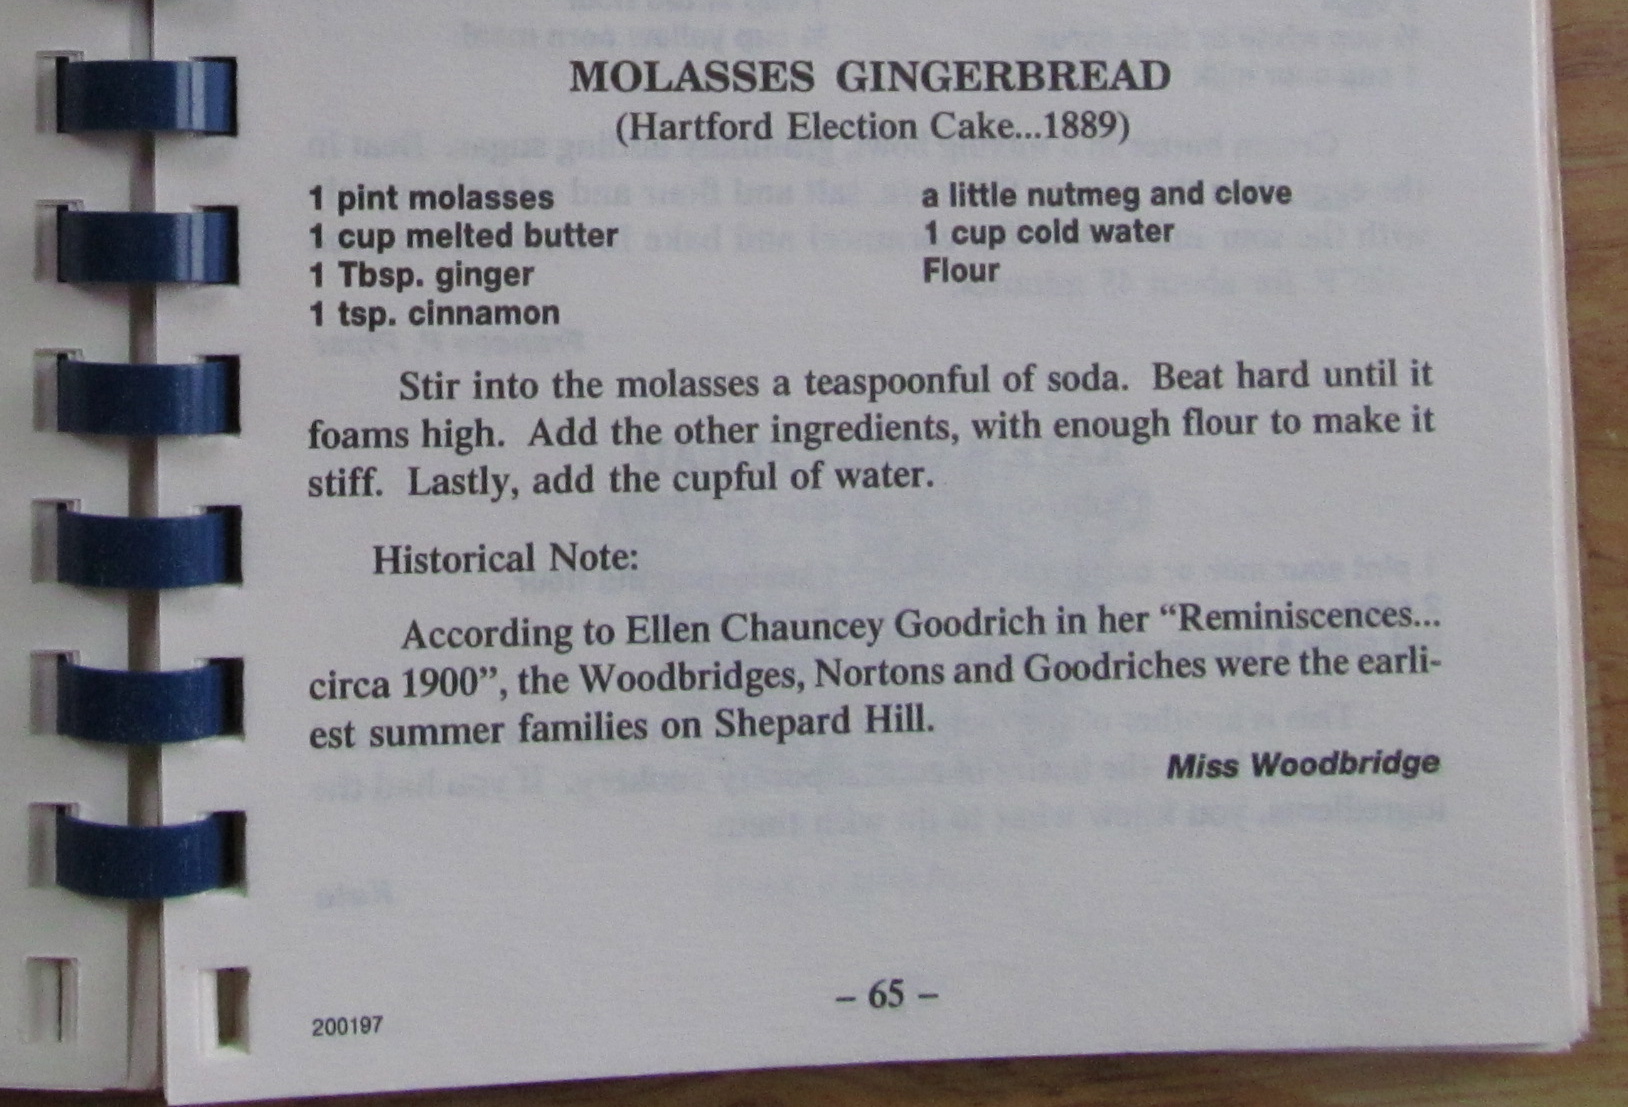 MOLASSES GINGERBREAD
(Hartford Election Cake...1889)
1 pint molasses
1 cup melted butter
1 Tbsp. ginger
1 tsp. cinnamon
a little nutmeg and clove
1 cup cold water
Flour
Stir into the molasses a teaspoonful of soda. Beat hard until it
foams high. Add the other ingredients, with enough flour to make it
stiff. Lastly, add the cupful of water.
Historical Note:
According to Ellen Chauncey Goodrich in her “Reminiscences...
circa 1900”, the Woodbridges, Nortons and Goodriches were the earli-
est summer families on Shepard Hill.
Miss Woodbridge
– 65 –
200197